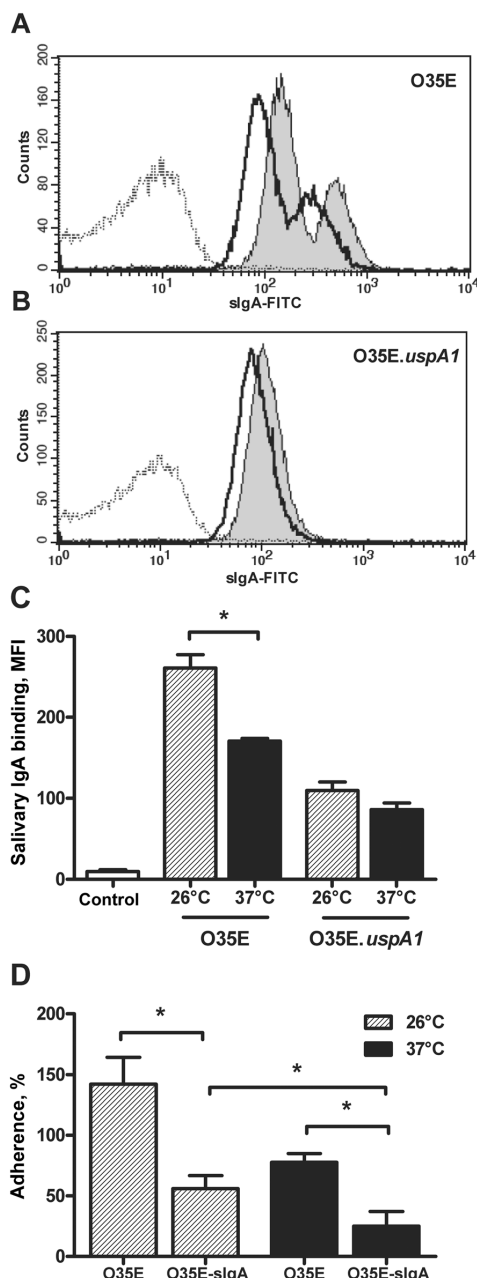 A
200
160
120
80
40
0
Counts
O35E
10⁰ 10¹ 10² 10³ 10⁴
sIgA-FITC
B
250
200
150
100
50
0
Counts
O35E.uspA1
10⁰ 10¹ 10² 10³ 10⁴
sIgA-FITC
C
300
200
100
0
Salivary IgA binding, MFI
*
Control 26°C 37°C 26°C 37°C
O35E O35E.uspA1
D
200
150
100
50
0
Adherence, %
* * *
26°C
37°C
O35E O35E-sIgA O35E O35E-sIgA